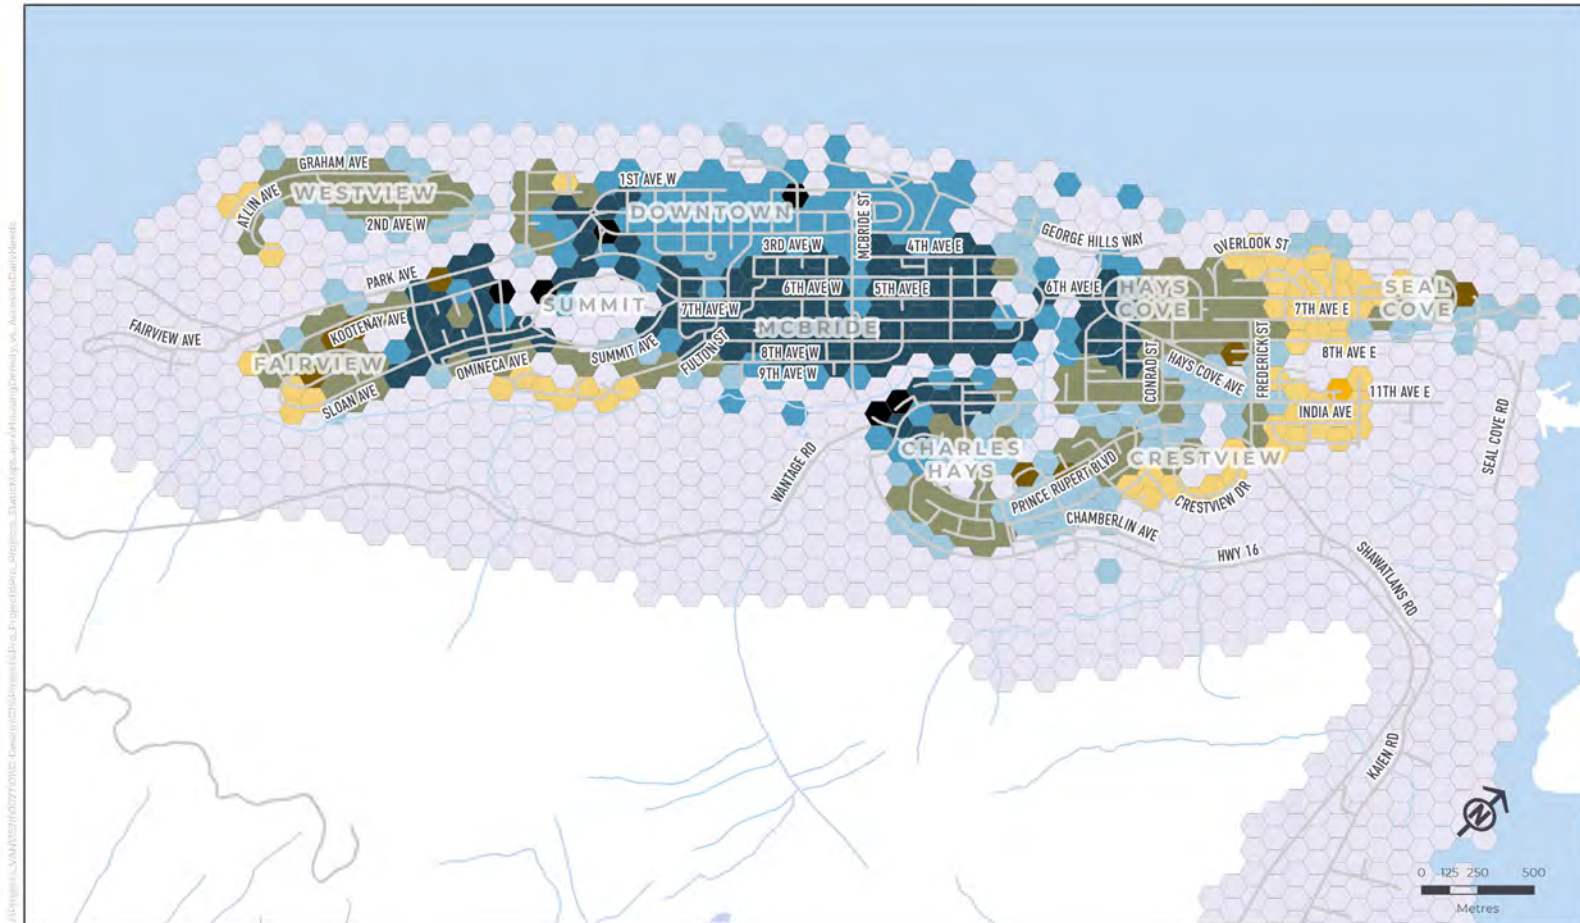 GRAHAM AVE
WESTVIEW
ATLIN AVE
2ND AVE W
1ST AVE W
DOWNTOWN
MCBRIDE ST
3RD AVE W
4TH AVE E
GEORGE HILLS WAY
OVERLOOK ST
PARK AVE
SUMMIT
6TH AVE W
5TH AVE E
6TH AVE E
HAYS
COVE
SEAL
COVE
7TH AVE W
7TH AVE E
FAIRVIEW AVE
KOOTENAY AVE
MCBRIDE
FAIRVIEW
OMINECA AVE
SUMMIT AVE
FULTON ST
8TH AVE W
9TH AVE W
CONRAD ST
HAYS COVE AVE
FREDERICK ST
8TH AVE E
11TH AVE E
INDIA AVE
SLOAN AVE
CHARLES
HAYS
CRESTVIEW
WANTAGE RD
PRINCE RUPERT BLVD
CRESTVIEW DR
SEAL COVE RD
CHAMBERLIN AVE
HWY 16
SHAWATLANS RD
KAIEN RD
N
0 125 250 500
Metres